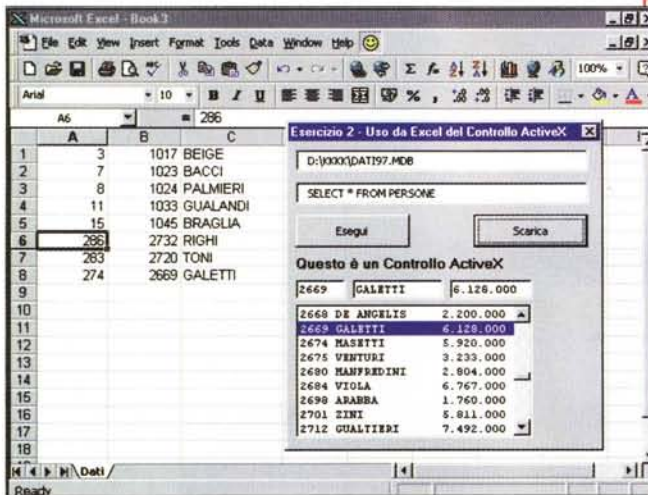 Microsoft Excel - Book3
File Edit View Insert Format Tools Data Window Help
Arial 10 B I U % , 100%
A6 = 286
A B C
1 3 1017 BEIGE
2 7 1023 BACCI
3 8 1024 PALMIERI
4 11 1033 GUALANDI
5 15 1045 BRAGLIA
6 286 2732 RIGHI
7 283 2720 TONI
8 274 2669 GALETTI
9
10
11
12
13
14
15
16
17
18
Esercizio 2 - Uso da Excel del Controllo ActiveX
D:\KKKK\DATI97.MDB
SELECT * FROM PERSONE
Esegui Scarica
Questo è un Controllo ActiveX
2669 GALETTI 6.128.000
2668 DE ANGELIS 2.200.000
2669 GALETTI 6.128.000
2674 MASETTI 5.920.000
2675 VENTURI 3.233.000
2680 MANFREDINI 2.804.000
2684 VIOLA 6.767.000
2698 ARABBA 1.760.000
2701 ZINI 5.811.000
2712 GUALTIERI 7.492.000
Dati
Ready